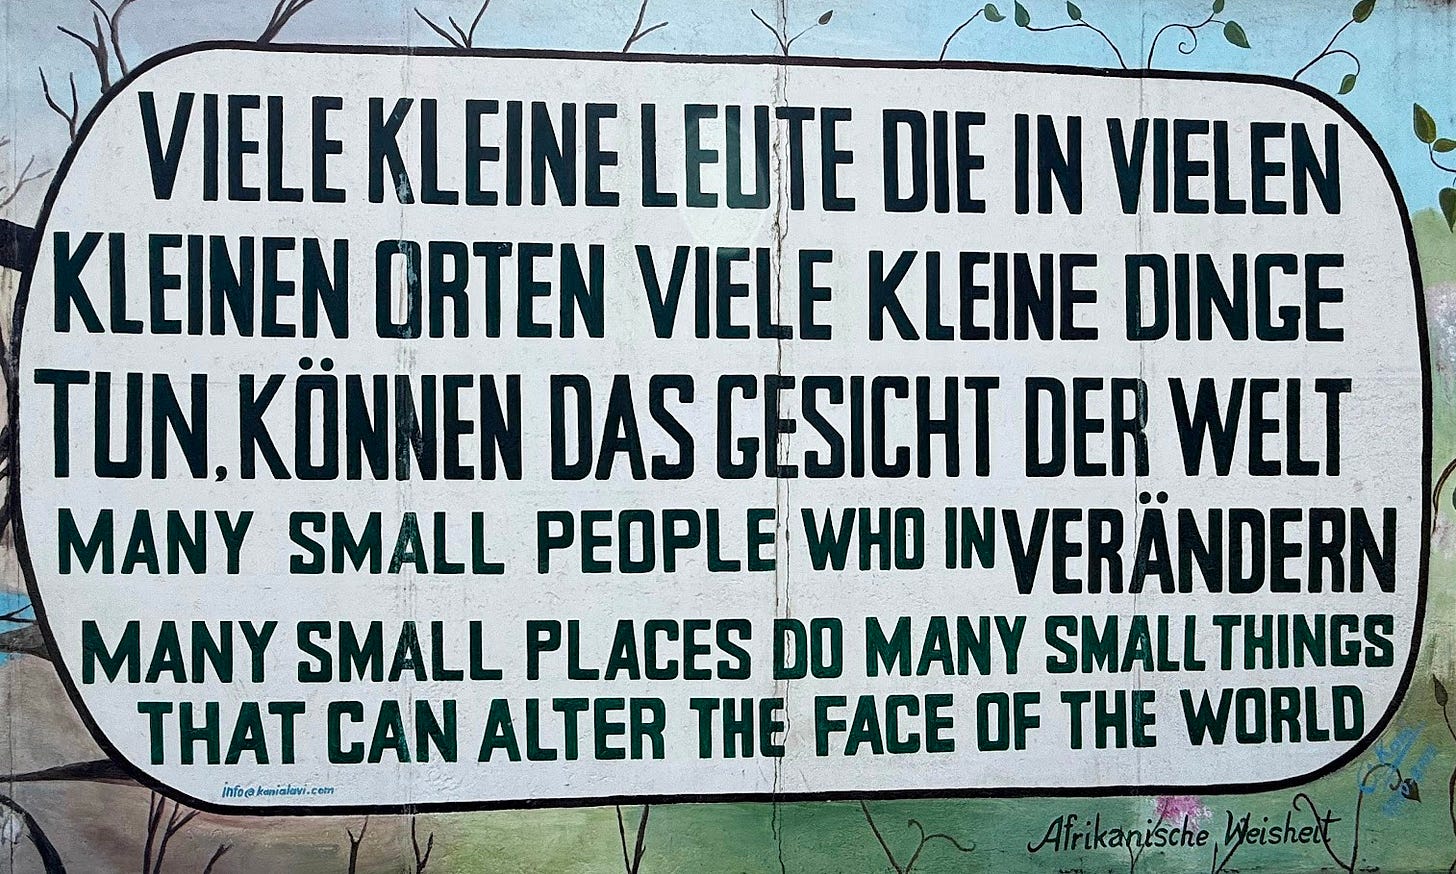 VIELE KLEINE LEUTE DIE IN VIELEN
KLEINEN ORTEN VIELE KLEINE DINGE
TUN, KÖNNEN DAS GESICHT DER WELT
VERÄNDERN
MANY SMALL PEOPLE WHO IN
MANY SMALL PLACES DO MANY SMALL THINGS
THAT CAN ALTER THE FACE OF THE WORLD
info@kanialavi.com
Afrikanische Weisheit